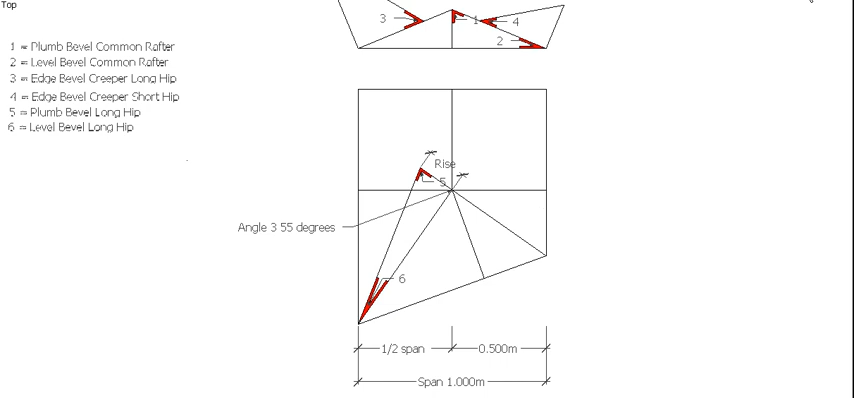 Top
3
1
4
2
1 = Plumb Bevel Common Rafter
2 = Level Bevel Common Rafter
3 = Edge Bevel Creeper Long Hip
4 = Edge Bevel Creeper Short Hip
5 = Plumb Bevel Long Hip
6 = Level Bevel Long Hip
Rise
5
Angle 3 55 degrees
6
1/2 span
0.500m
Span 1.000m